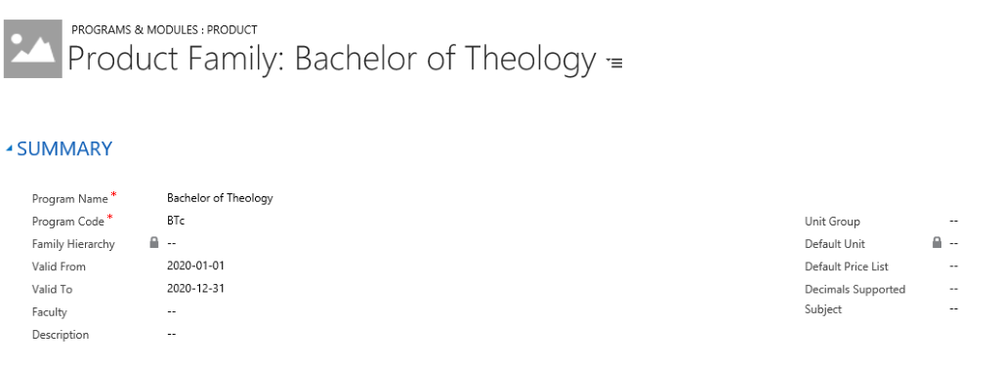 PROGRAMS & MODULES : PRODUCT
Product Family: Bachelor of Theology
SUMMARY
Program Name * Bachelor of Theology
Program Code * BTc Unit Group --
Family Hierarchy -- Default Unit --
Valid From 2020-01-01 Default Price List --
Valid To 2020-12-31 Decimals Supported --
Faculty -- Subject --
Description --